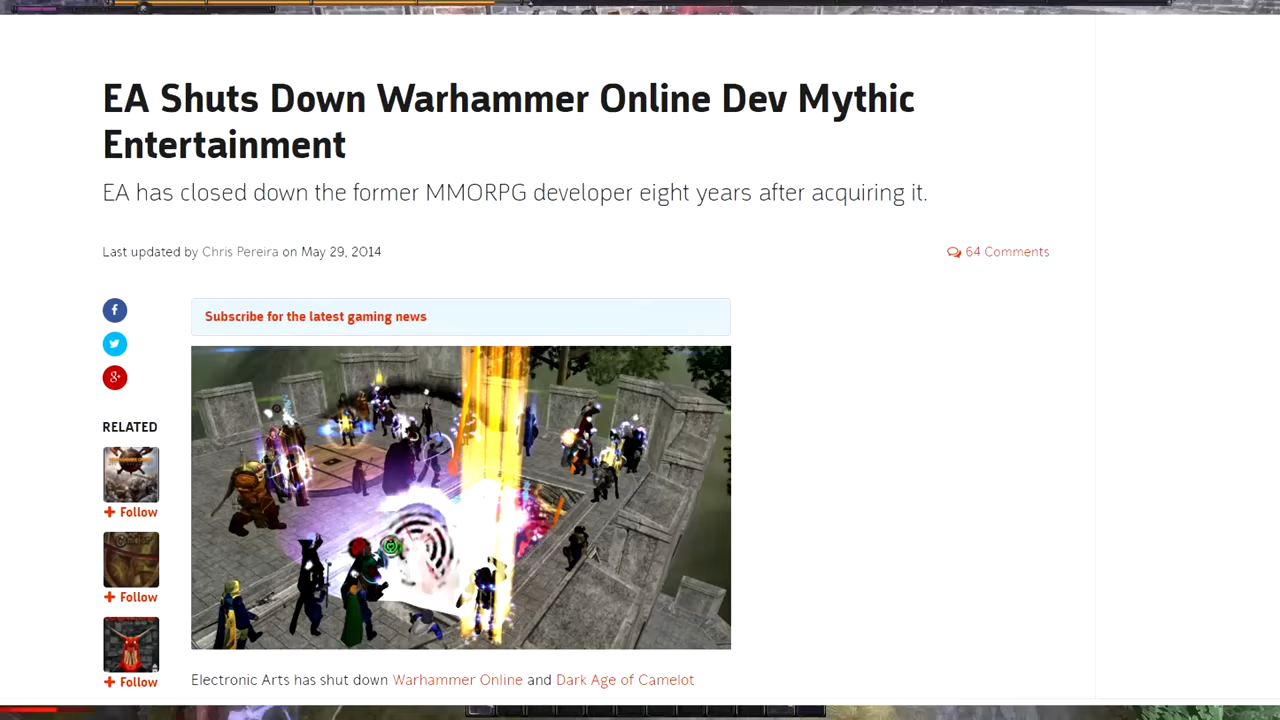 EA Shuts Down Warhammer Online Dev Mythic
Entertainment
EA has closed down the former MMORPG developer eight years after acquiring it.
Last updated by Chris Pereira on May 29, 2014
64 Comments
Subscribe for the latest gaming news
RELATED
+ Follow
+ Follow
+ Follow
Electronic Arts has shut down Warhammer Online and Dark Age of Camelot